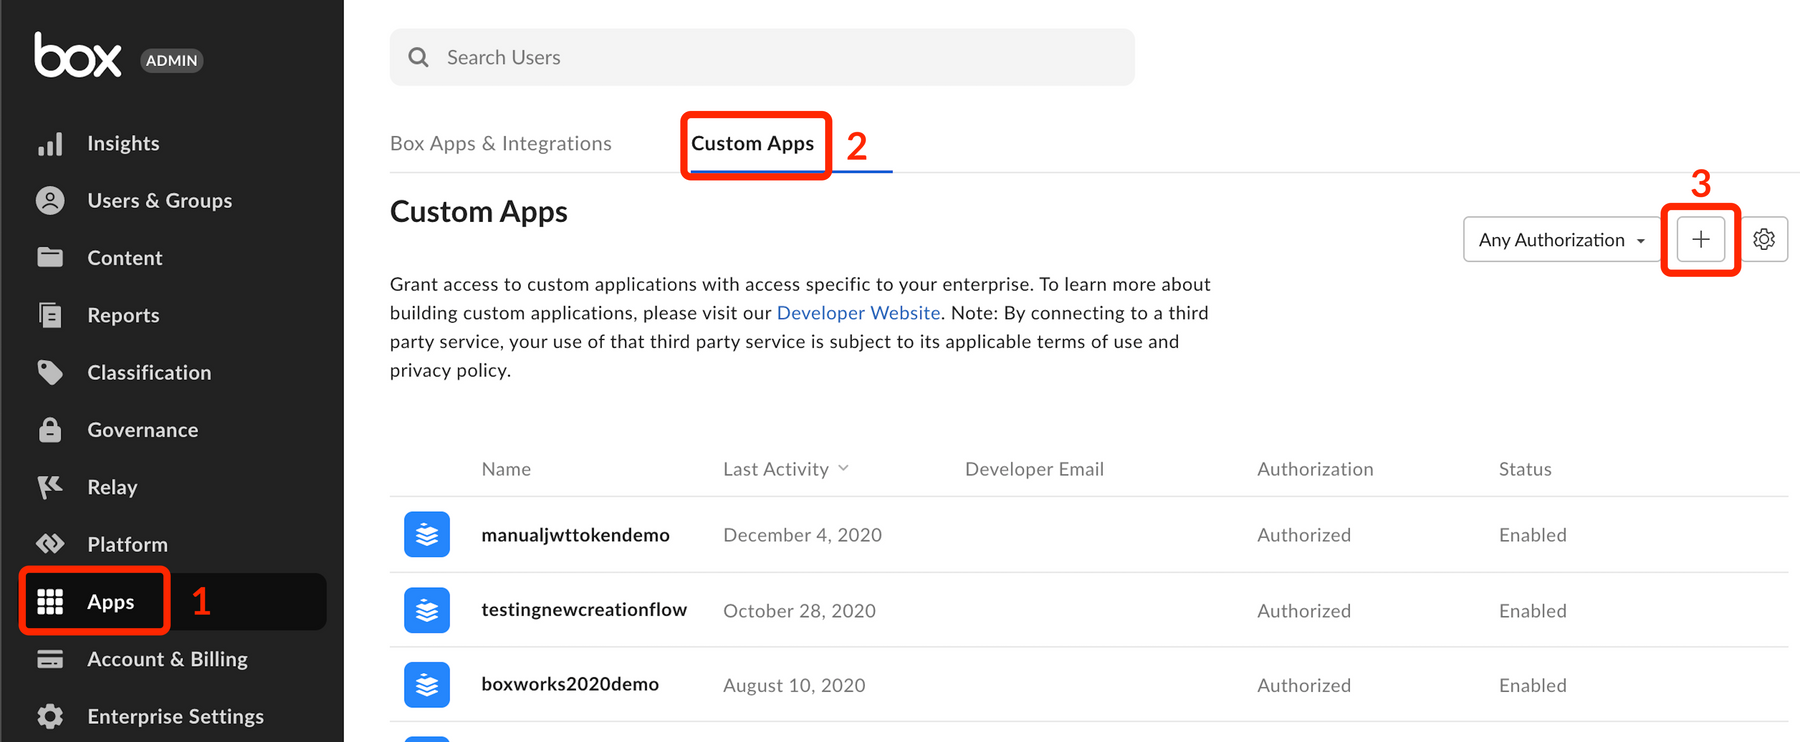 box ADMIN
Insights
Users & Groups
Content
Reports
Classification
Governance
Relay
Platform
Apps 1
Account & Billing
Enterprise Settings
Search Users
Box Apps & Integrations Custom Apps 2
Custom Apps
3
Any Authorization
Grant access to custom applications with access specific to your enterprise. To learn more about
building custom applications, please visit our Developer Website. Note: By connecting to a third
party service, your use of that third party service is subject to its applicable terms of use and
privacy policy.
Name Last Activity Developer Email Authorization Status
manualjwttokendemo December 4, 2020 Authorized Enabled
testingnewcreationflow October 28, 2020 Authorized Enabled
boxworks2020demo August 10, 2020 Authorized Enabled